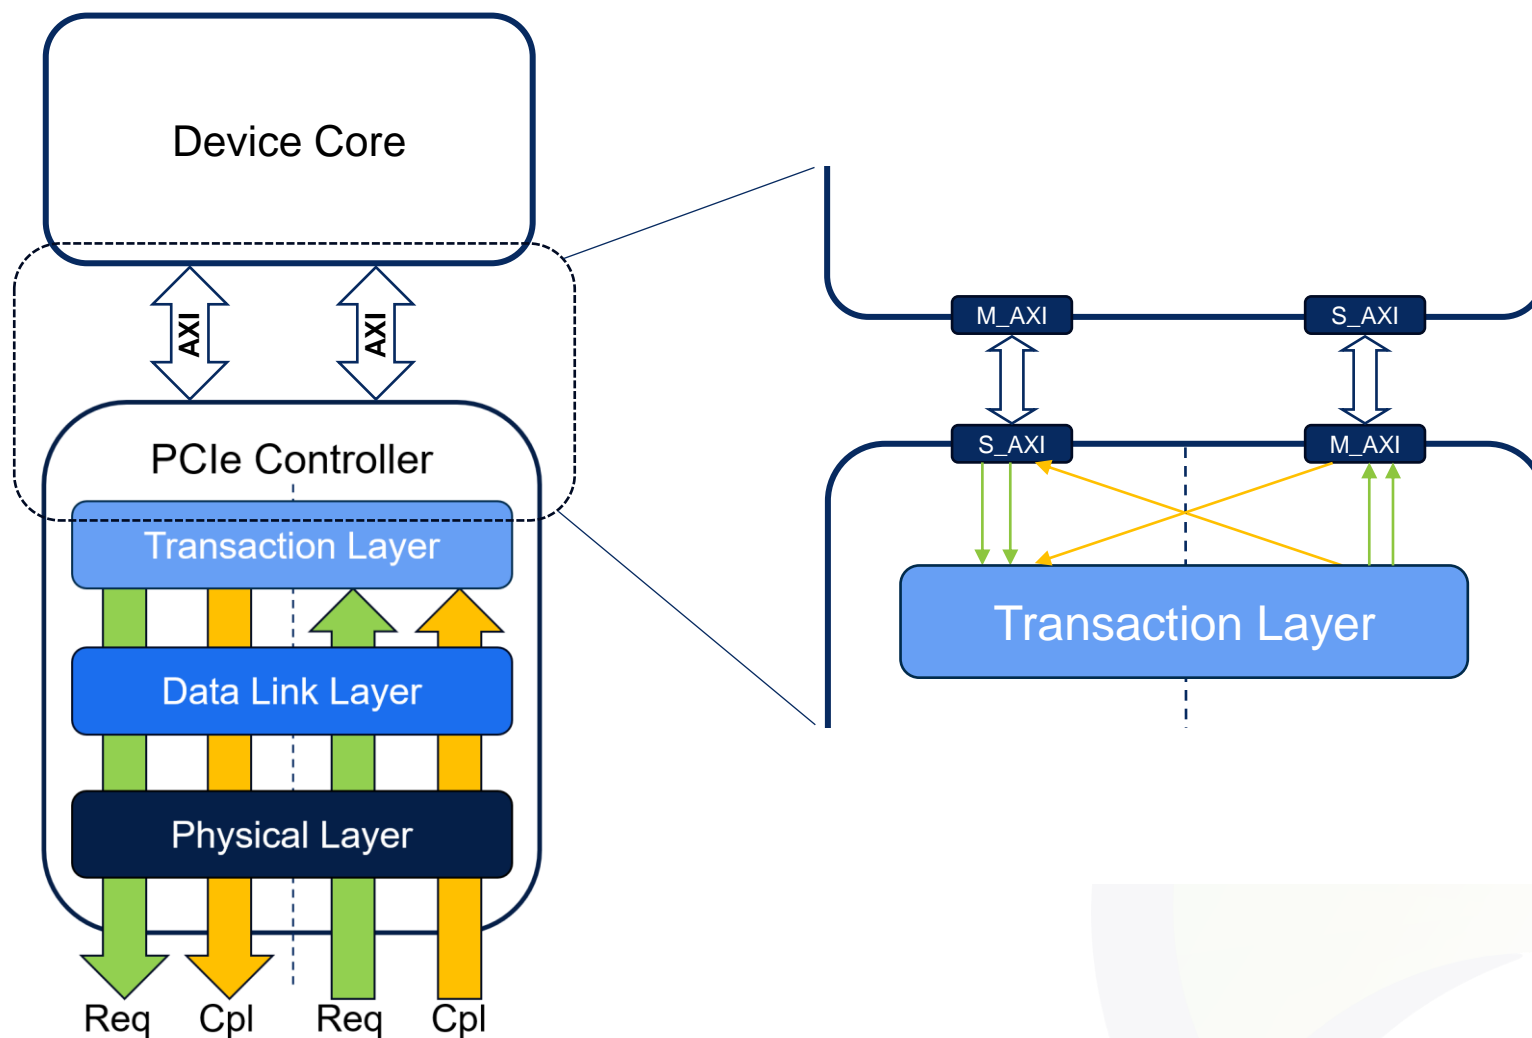 Device Core
AXI
AXI
PCIe Controller
Transaction Layer
Data Link Layer
Physical Layer
Req
Cpl
Req
Cpl
M_AXI
S_AXI
S_AXI
M_AXI
Transaction Layer